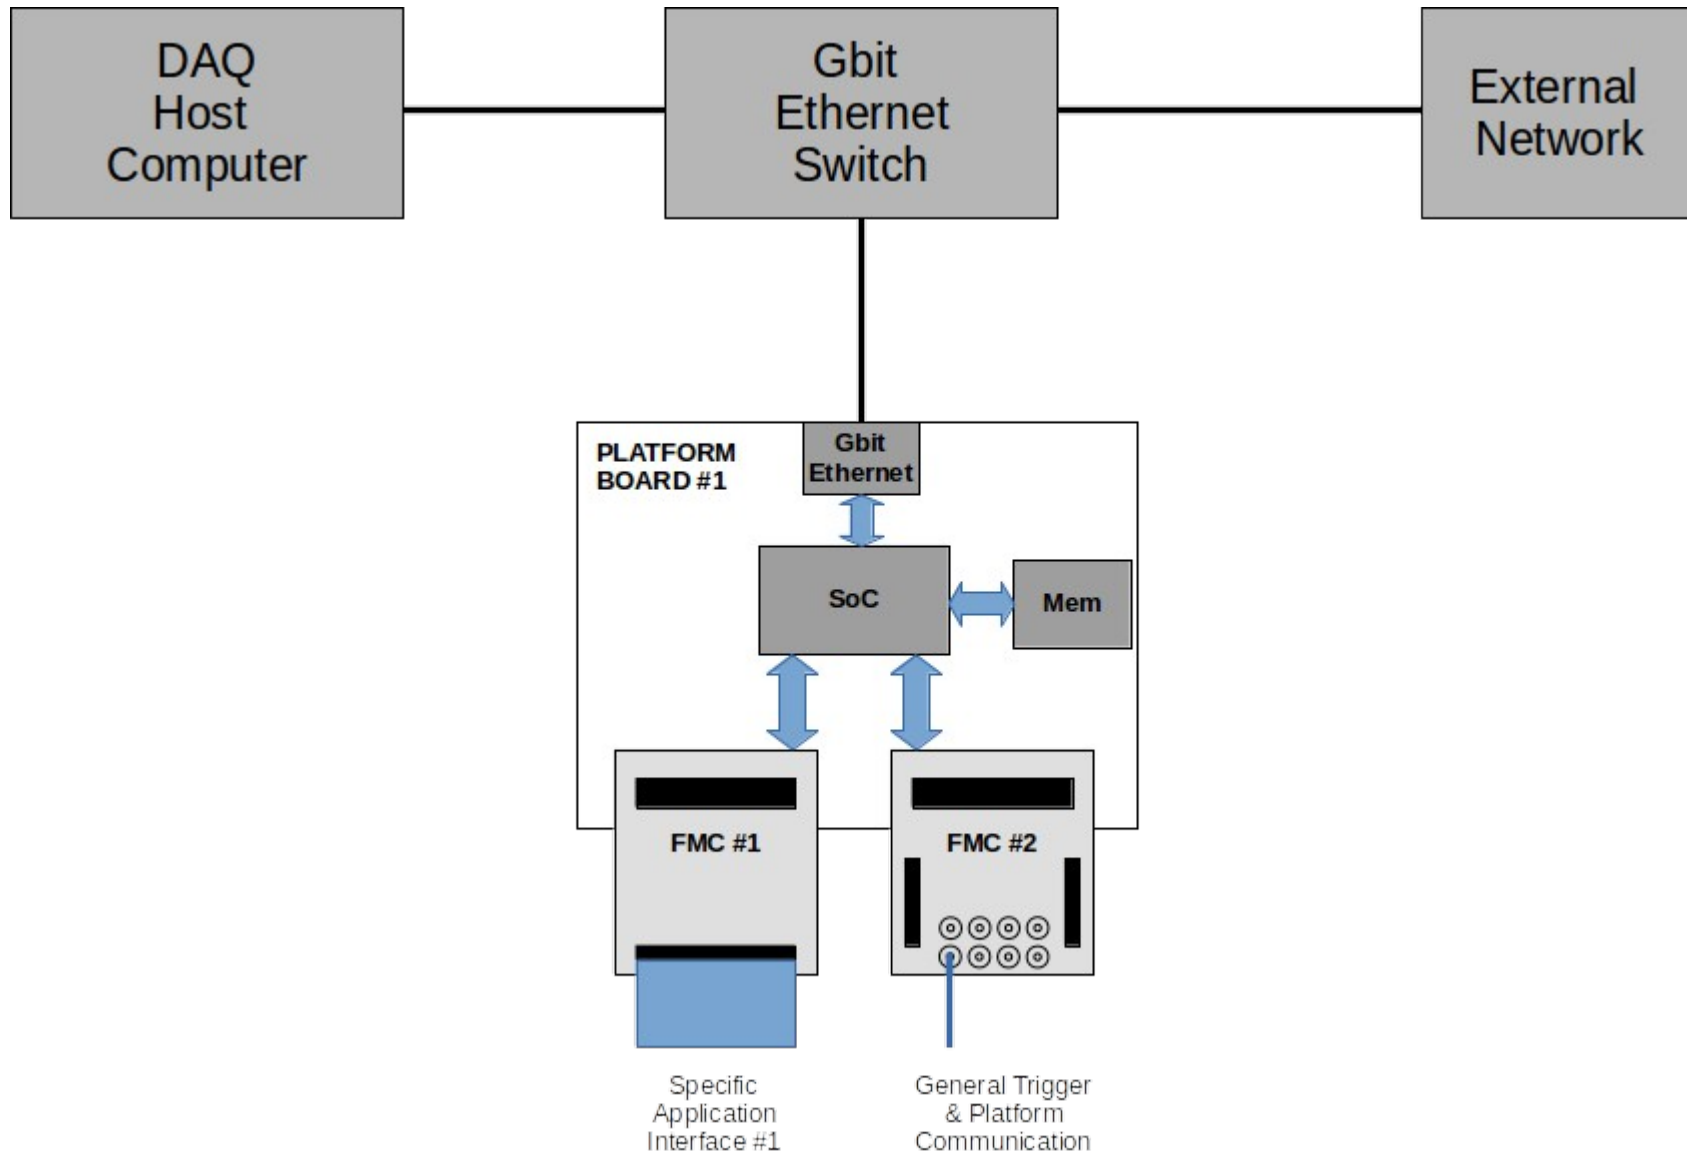 DAQ
Host
Computer
Gbit
Ethernet
Switch
External
Network
PLATFORM
BOARD #1
Gbit
Ethernet
SoC
Mem
FMC #1
FMC #2
Specific
Application
Interface #1
General Trigger
& Platform
Communication